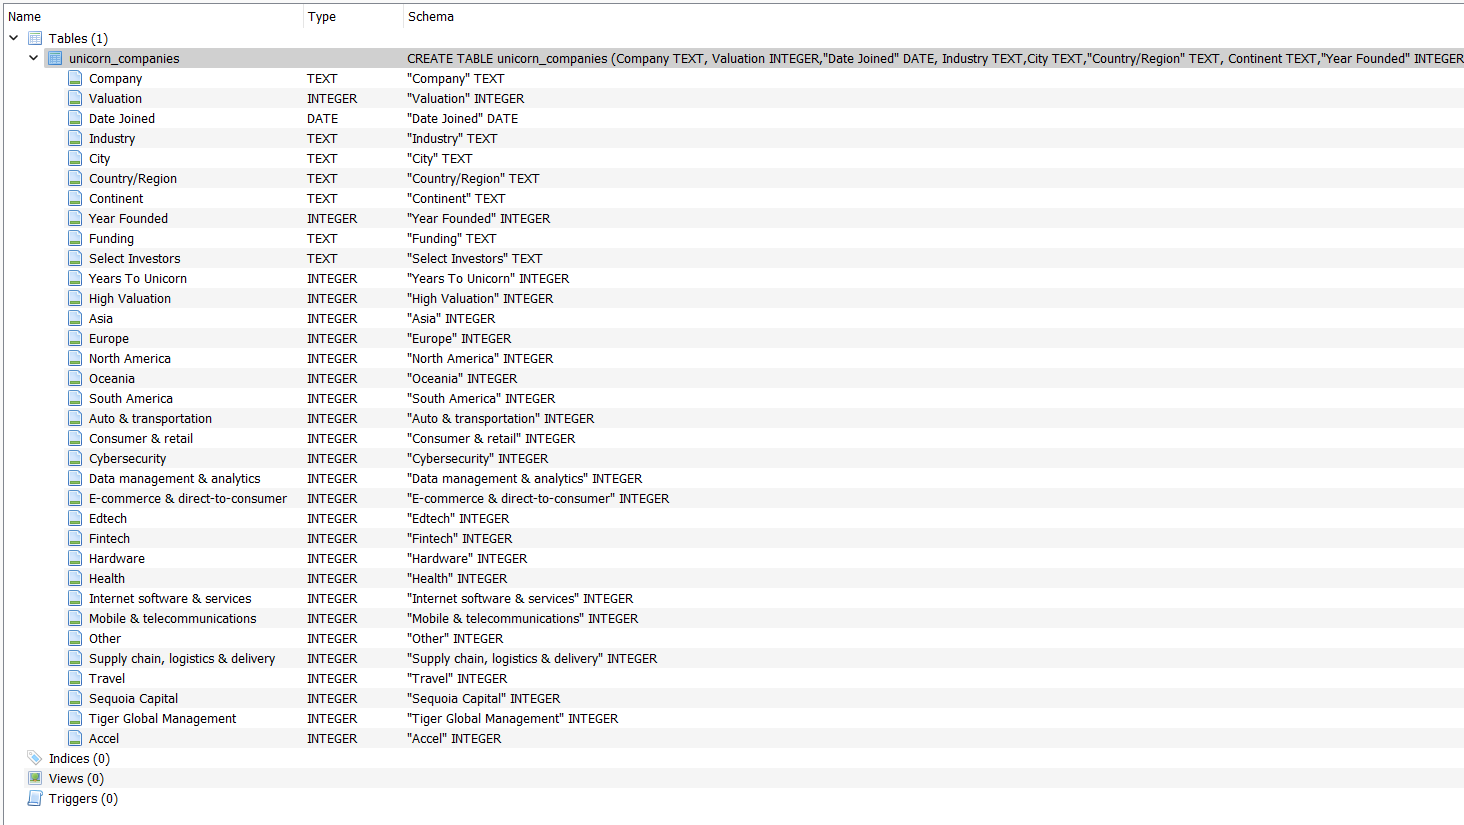 Name Type Schema
Tables (1)
unicorn_companies CREATE TABLE unicorn_companies (Company TEXT, Valuation INTEGER,"Date Joined" DATE, Industry TEXT,City TEXT,"Country/Region" TEXT, Continent TEXT,"Year Founded" INTEGER
Company TEXT "Company" TEXT
Valuation INTEGER "Valuation" INTEGER
Date Joined DATE "Date Joined" DATE
Industry TEXT "Industry" TEXT
City TEXT "City" TEXT
Country/Region TEXT "Country/Region" TEXT
Continent TEXT "Continent" TEXT
Year Founded INTEGER "Year Founded" INTEGER
Funding TEXT "Funding" TEXT
Select Investors TEXT "Select Investors" TEXT
Years To Unicorn INTEGER "Years To Unicorn" INTEGER
High Valuation INTEGER "High Valuation" INTEGER
Asia INTEGER "Asia" INTEGER
Europe INTEGER "Europe" INTEGER
North America INTEGER "North America" INTEGER
Oceania INTEGER "Oceania" INTEGER
South America INTEGER "South America" INTEGER
Auto & transportation INTEGER "Auto & transportation" INTEGER
Consumer & retail INTEGER "Consumer & retail" INTEGER
Cybersecurity INTEGER "Cybersecurity" INTEGER
Data management & analytics INTEGER "Data management & analytics" INTEGER
E-commerce & direct-to-consumer INTEGER "E-commerce & direct-to-consumer" INTEGER
Edtech INTEGER "Edtech" INTEGER
Fintech INTEGER "Fintech" INTEGER
Hardware INTEGER "Hardware" INTEGER
Health INTEGER "Health" INTEGER
Internet software & services INTEGER "Internet software & services" INTEGER
Mobile & telecommunications INTEGER "Mobile & telecommunications" INTEGER
Other INTEGER "Other" INTEGER
Supply chain, logistics & delivery INTEGER "Supply chain, logistics & delivery" INTEGER
Travel INTEGER "Travel" INTEGER
Sequoia Capital INTEGER "Sequoia Capital" INTEGER
Tiger Global Management INTEGER "Tiger Global Management" INTEGER
Accel INTEGER "Accel" INTEGER
Indices (0)
Views (0)
Triggers (0)